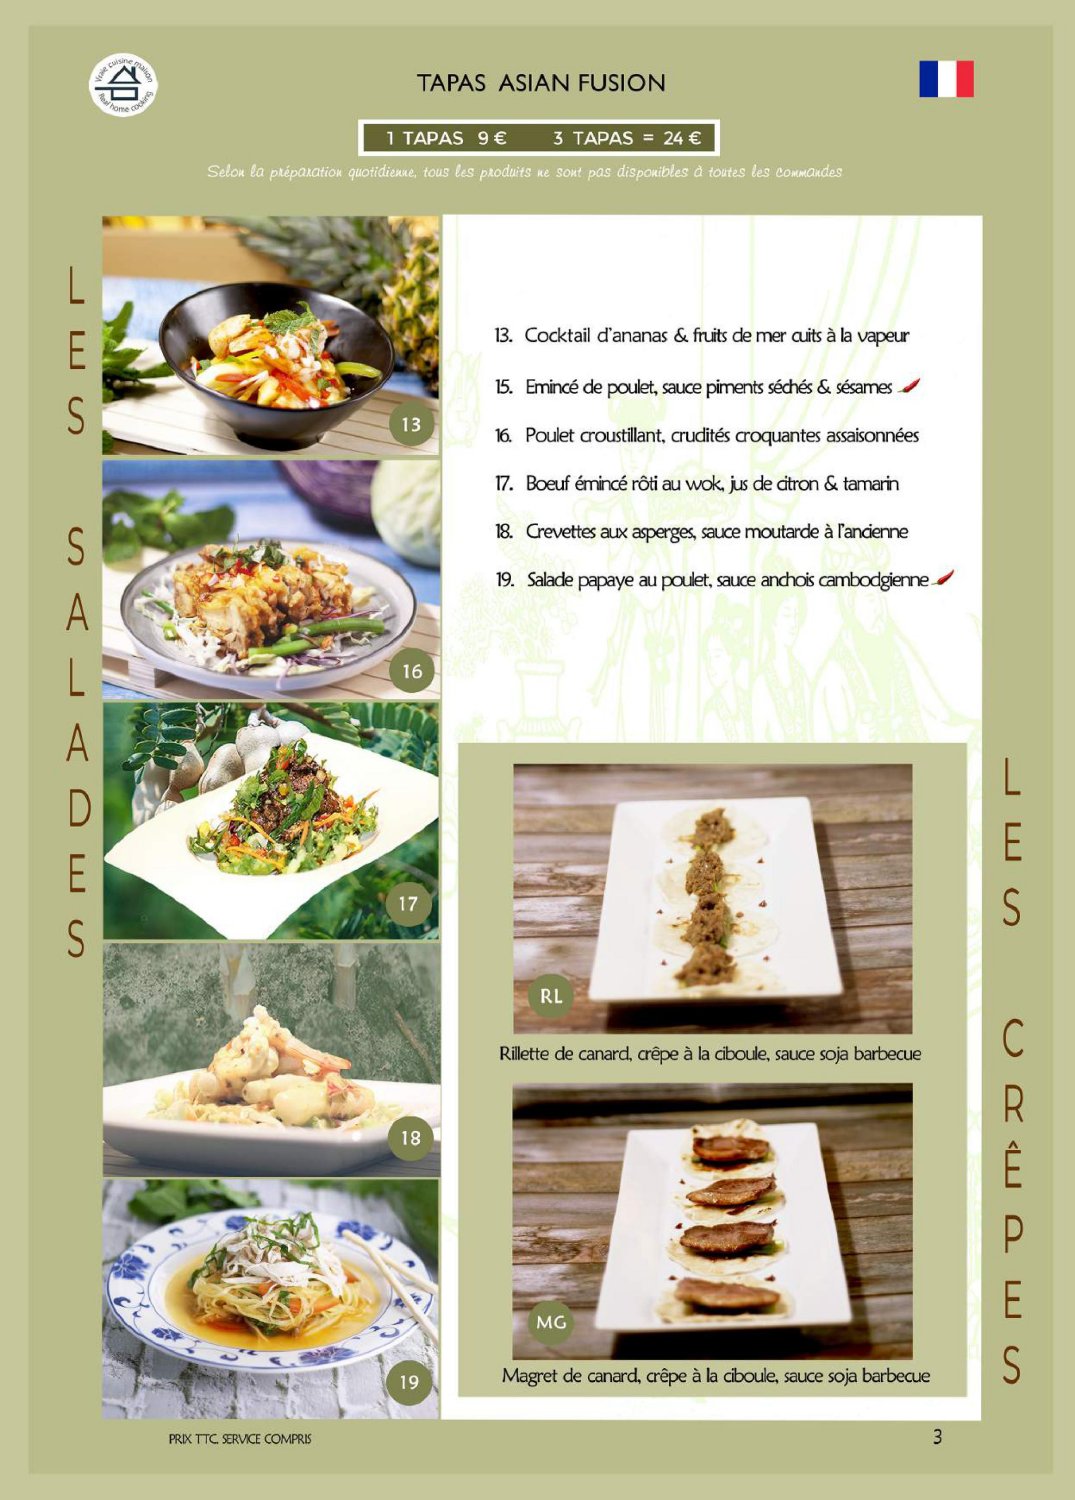 Vraie cuisine maison
Real home cooking
TAPAS ASIAN FUSION
1 TAPAS 9 € 3 TAPAS = 24 €
Selon la préparation quotidienne, tous les produits ne sont pas disponibles à toutes les commandes
LES SALADES
13
16
17
18
19
13. Cocktail d'ananas & fruits de mer cuits à la vapeur
15. Emincé de poulet, sauce piments séchés & sésames
16. Poulet croustillant, crudités croquantes assaisonnées
17. Boeuf émincé rôti au wok, jus de citron & tamarin
18. Crevettes aux asperges, sauce moutarde à l'ancienne
19. Salade papaye au poulet, sauce anchois cambodgienne
LES CRÊPES
RL
Rillette de canard, crêpe à la ciboule, sauce soja barbecue
MG
Magret de canard, crêpe à la ciboule, sauce soja barbecue
PRIX TTC. SERVICE COMPRIS
3